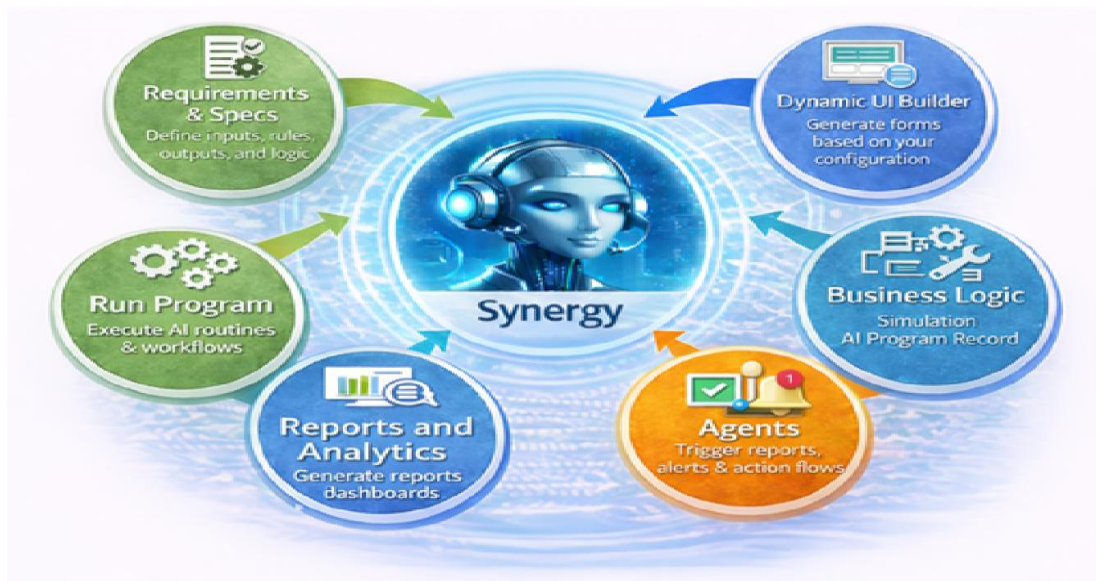 Requirements
& Specs
Define inputs, rules,
outputs, and logic
Dynamic UI Builder
Generate forms
based on your
configuration
Run Program
Execute AI routines
& workflows
Synergy
Business Logic
Simulation
AI Program Record
Reports and
Analytics
Generate reports
dashboards
1
Agents
Trigger reports,
alerts & action flows